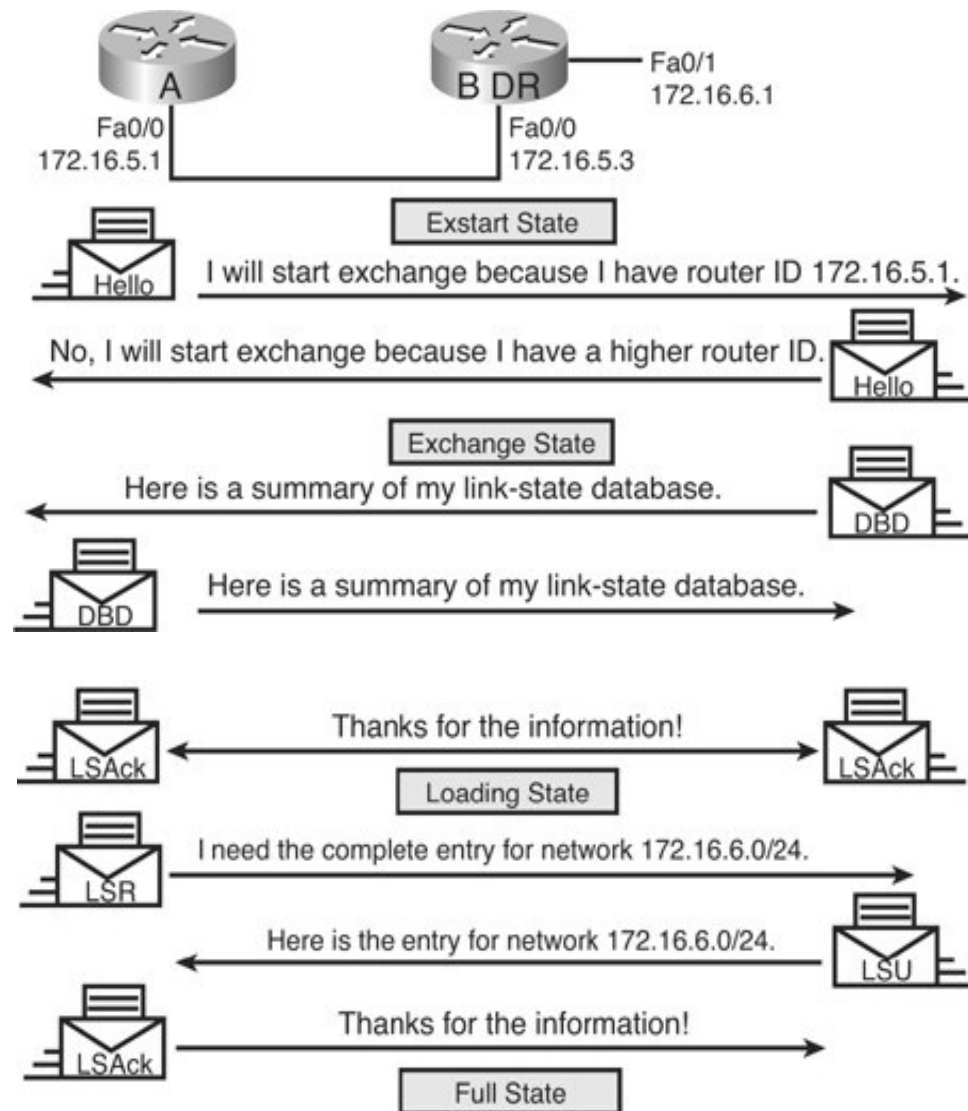 A
B DR
Fa0/1
172.16.6.1
Fa0/0
172.16.5.1
Fa0/0
172.16.5.3
Exstart State
Hello
I will start exchange because I have router ID 172.16.5.1.
No, I will start exchange because I have a higher router ID.
Hello
Exchange State
Here is a summary of my link-state database.
DBD
DBD
Here is a summary of my link-state database.
LSAck
Thanks for the information!
LSAck
Loading State
LSR
I need the complete entry for network 172.16.6.0/24.
Here is the entry for network 172.16.6.0/24.
LSU
LSAck
Thanks for the information!
Full State